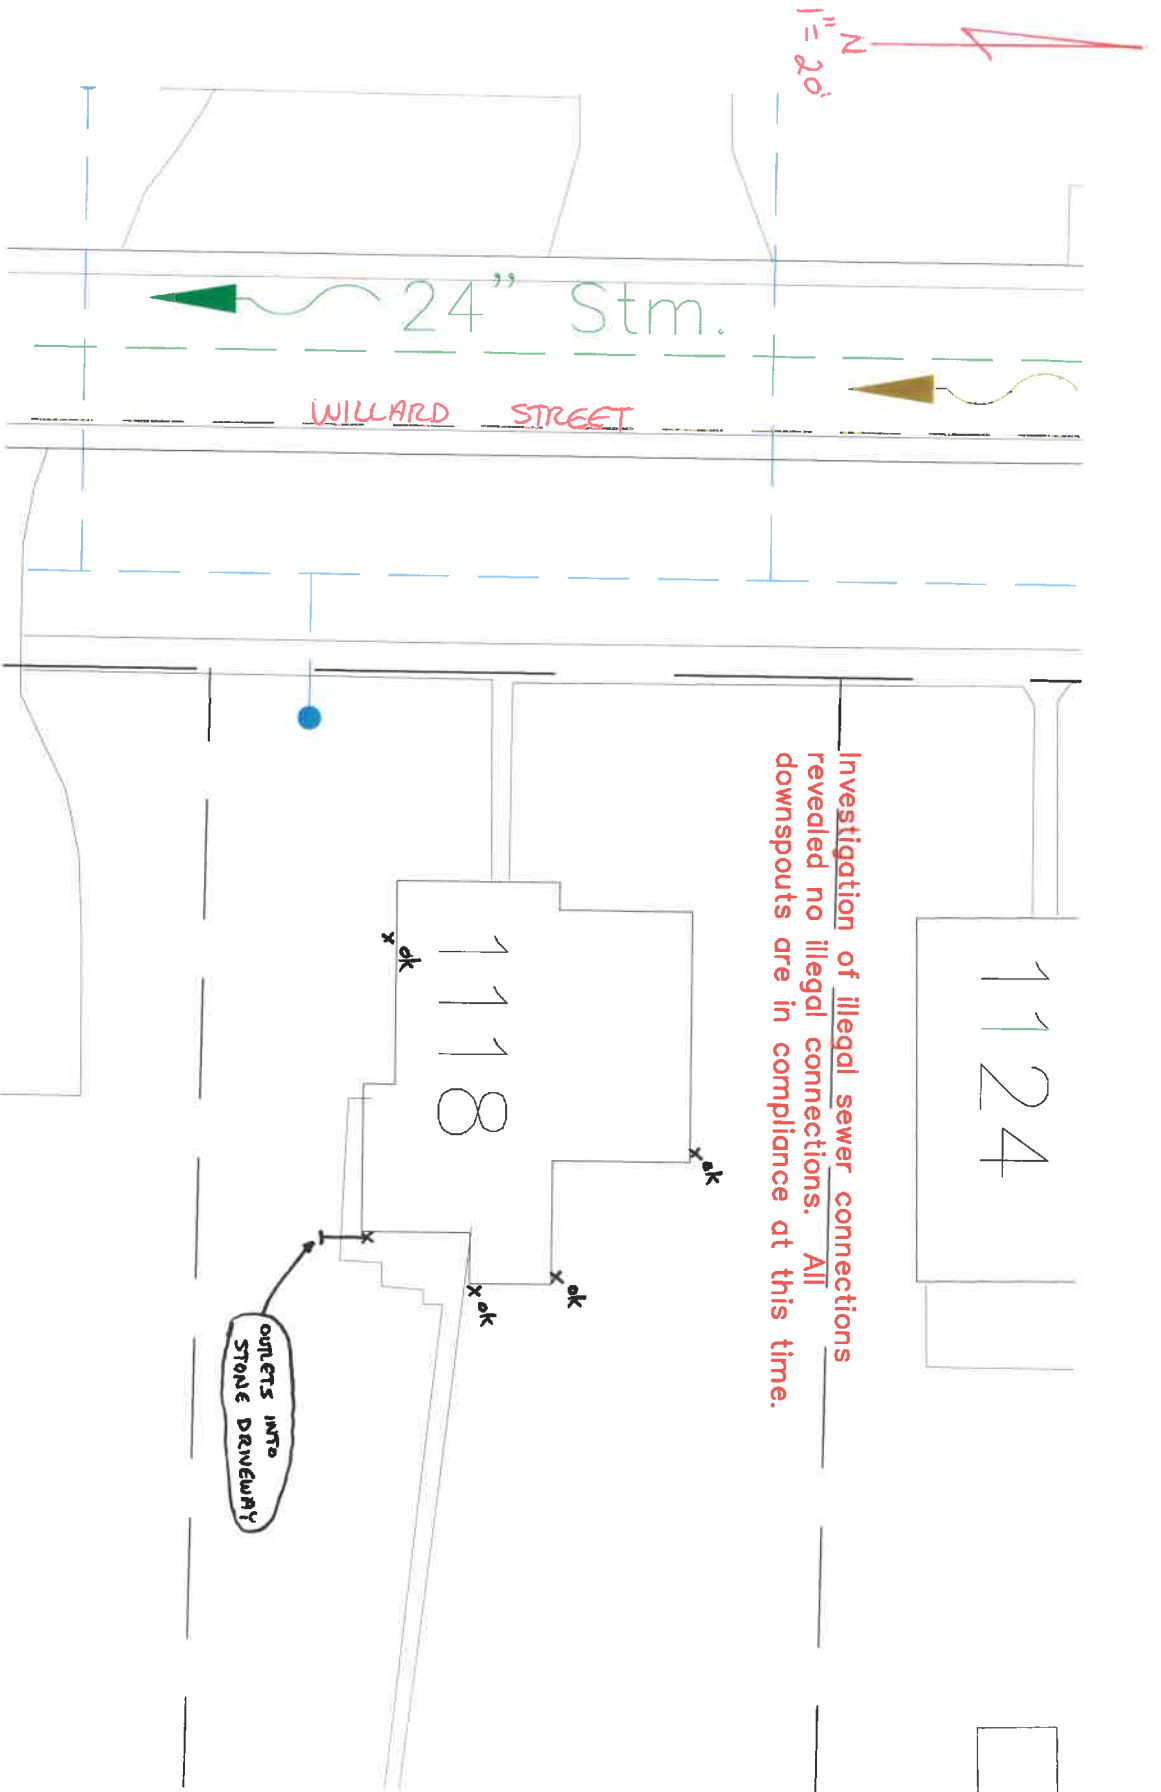 N
1" = 20'
24" Stm.
WILLARD STREET
Investigation of illegal sewer connections
revealed no illegal connections. All
downspouts are in compliance at this time.
1124
1118
ok
ok
ok
ok
OUTLETS INTO
STONE DRIVEWAY